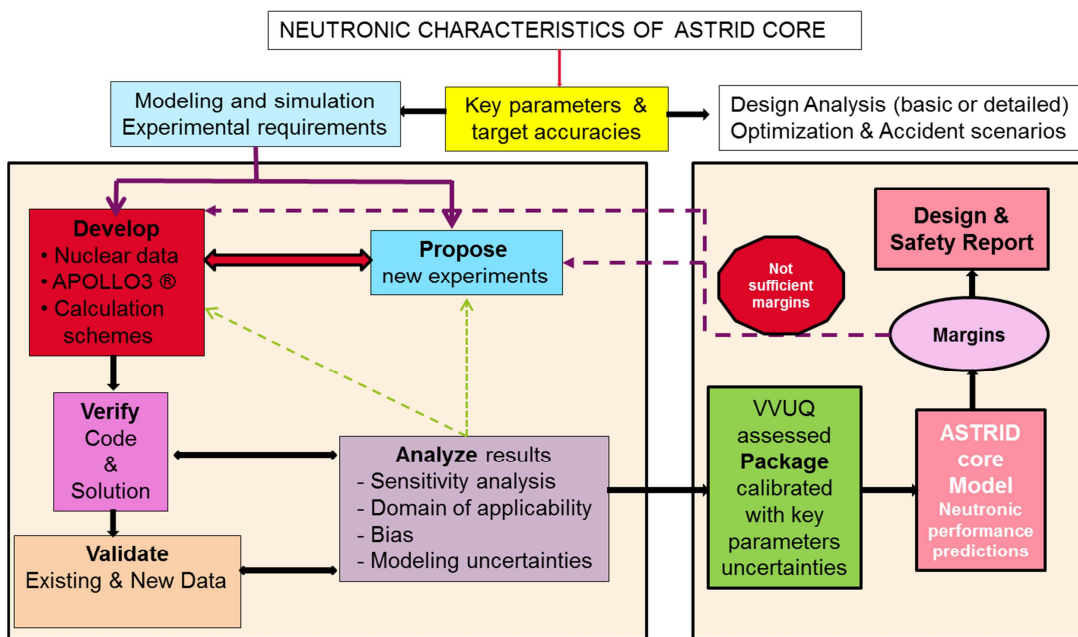 NEUTRONIC CHARACTERISTICS OF ASTRID CORE
Modeling and simulation
Experimental requirements
Key parameters &
target accuracies
Design Analysis (basic or detailed)
Optimization & Accident scenarios
Develop
• Nuclear data
• APOLLO3 ®
• Calculation
schemes
Propose
new experiments
Verify
Code
&
Solution
Validate
Existing & New Data
Analyze results
- Sensitivity analysis
- Domain of applicability
- Bias
- Modeling uncertainties
Design &
Safety Report
Not
sufficient
margins
Margins
VVUQ
assessed
Package
calibrated
with key
parameters
uncertainties
ASTRID
core
Model
Neutronic
performance
predictions